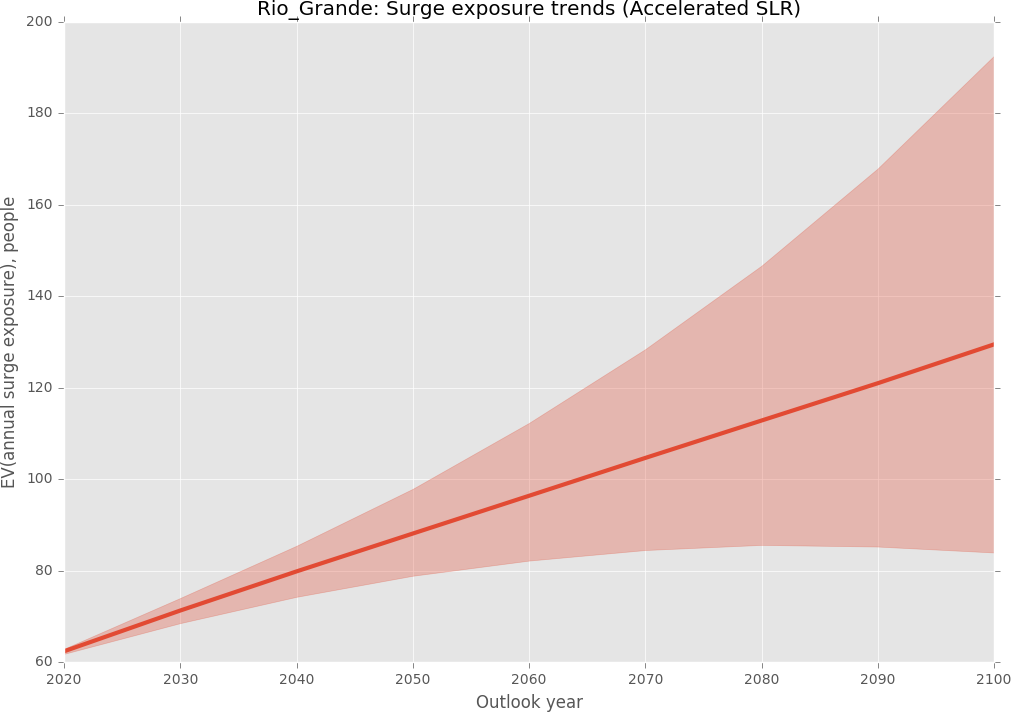 Rio_Grande: Surge exposure trends (Accelerated SLR)
200
180
160
140
120
100
80
60
EV(annual surge exposure), people
2020 2030 2040 2050 2060 2070 2080 2090 2100
Outlook year